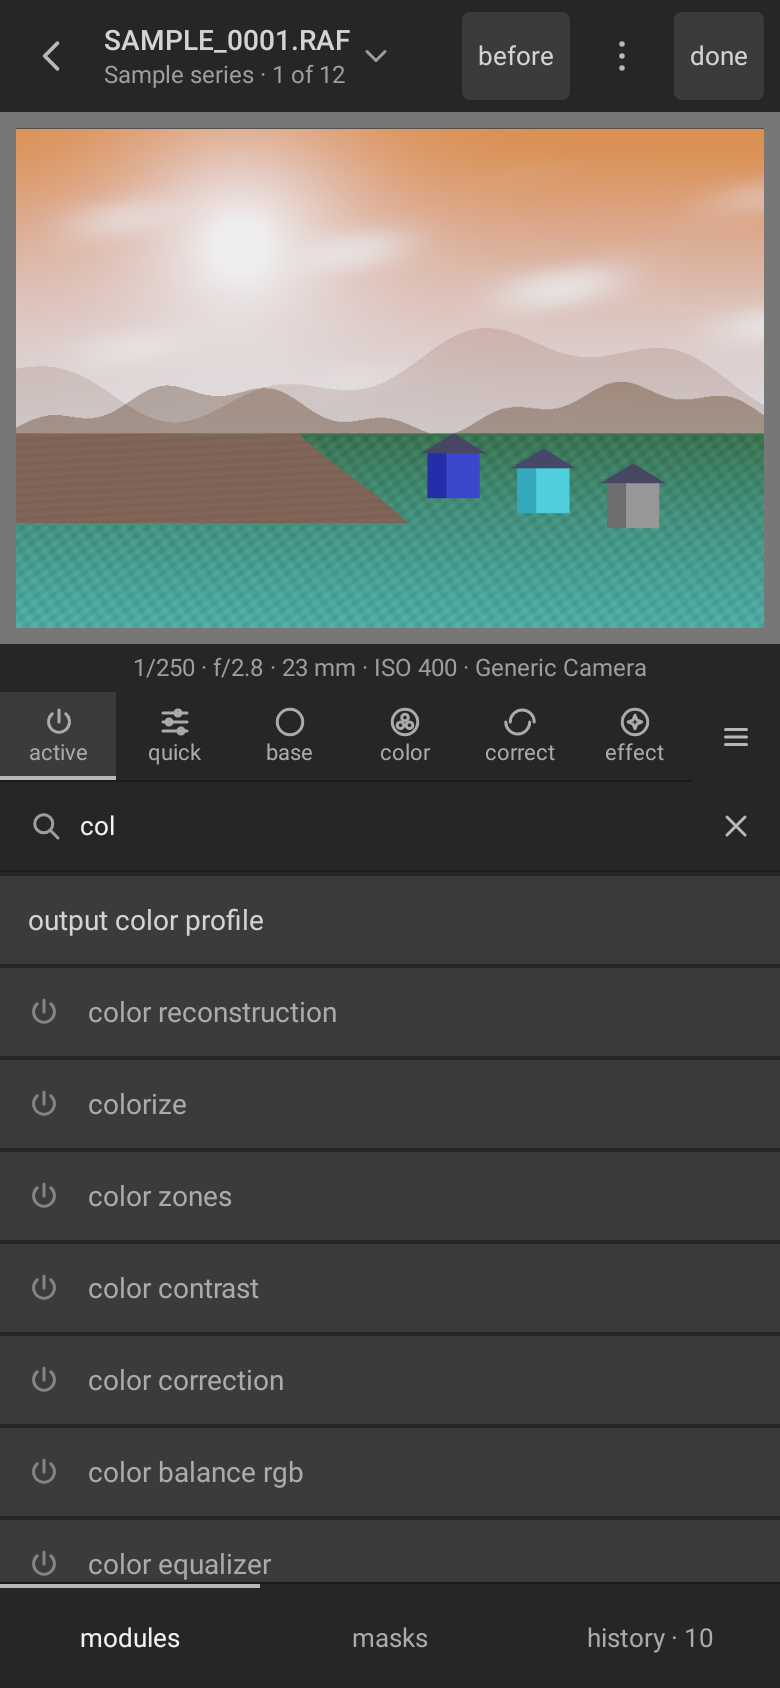 SAMPLE_0001.RAF
Sample series · 1 of 12
before
done
1/250 · f/2.8 · 23 mm · ISO 400 · Generic Camera
active
quick
base
color
correct
effect
col
output color profile
color reconstruction
colorize
color zones
color contrast
color correction
color balance rgb
color equalizer
modules
masks
history · 10